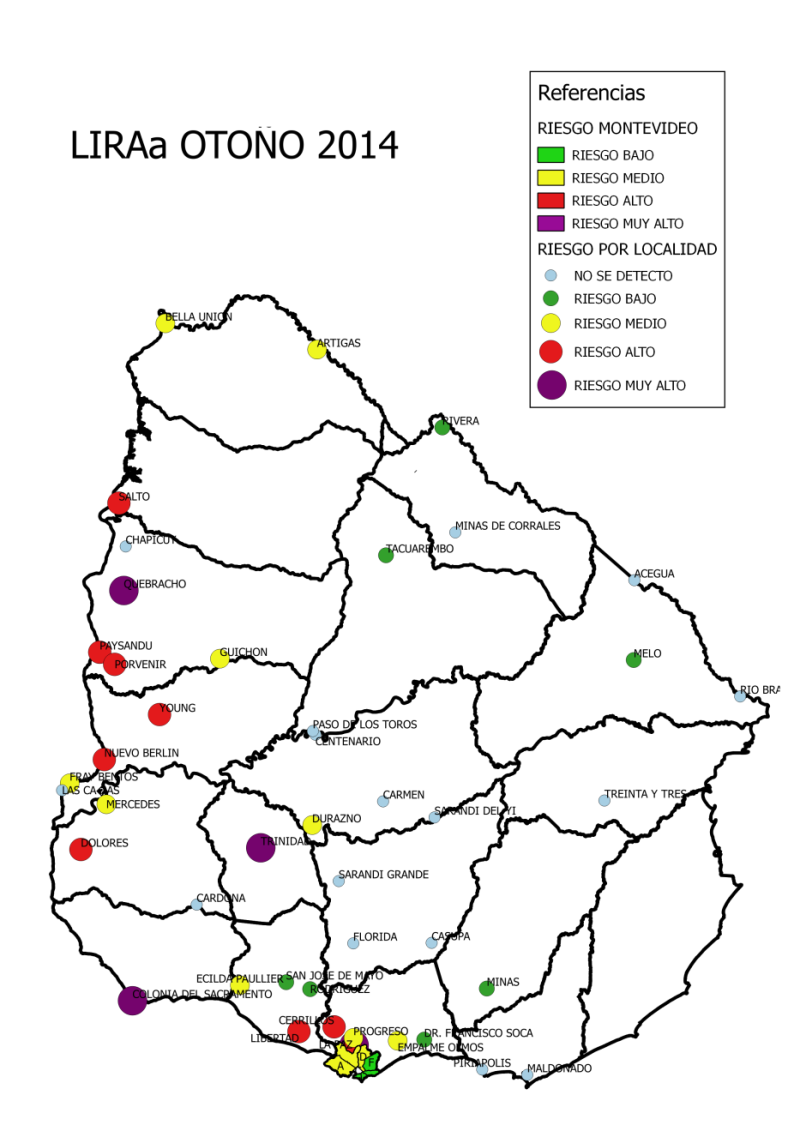 LIRAa OTOÑO 2014
Referencias
RIESGO MONTEVIDEO
RIESGO BAJO
RIESGO MEDIO
RIESGO ALTO
RIESGO MUY ALTO
RIESGO POR LOCALIDAD
NO SE DETECTO
RIESGO BAJO
RIESGO MEDIO
RIESGO ALTO
RIESGO MUY ALTO
BELLA UNION
ARTIGAS
RIVERA
SALTO
MINAS DE CORRALES
CHAPICUY
TACUAREMBO
ACEGUA
QUEBRACHO
PAYSANDU
GUICHON
MELO
PORVENIR
RIO BRA
YOUNG
PASO DE LOS TOROS
CENTENARIO
NUEVO BERLIN
FRAY BENTOS
LAS CA
MERCEDES
CARMEN
TREINTA Y TRES
SARANDI DEL YI
DURAZNO
DOLORES
TRINIDAD
SARANDI GRANDE
CARDONA
FLORIDA
CASUPA
ECILDA PAULLIER
SAN JOSE DE MAYO
COLONIA DEL SACRAMENTO
RODRIGUEZ
MINAS
CERRILLOS
LIBERTAD
PROGRESO
DR. FRANCISCO SOCA
LA PAZ
EMPALME OLMOS
D
F
A
PIRIAPOLIS
MALDONADO